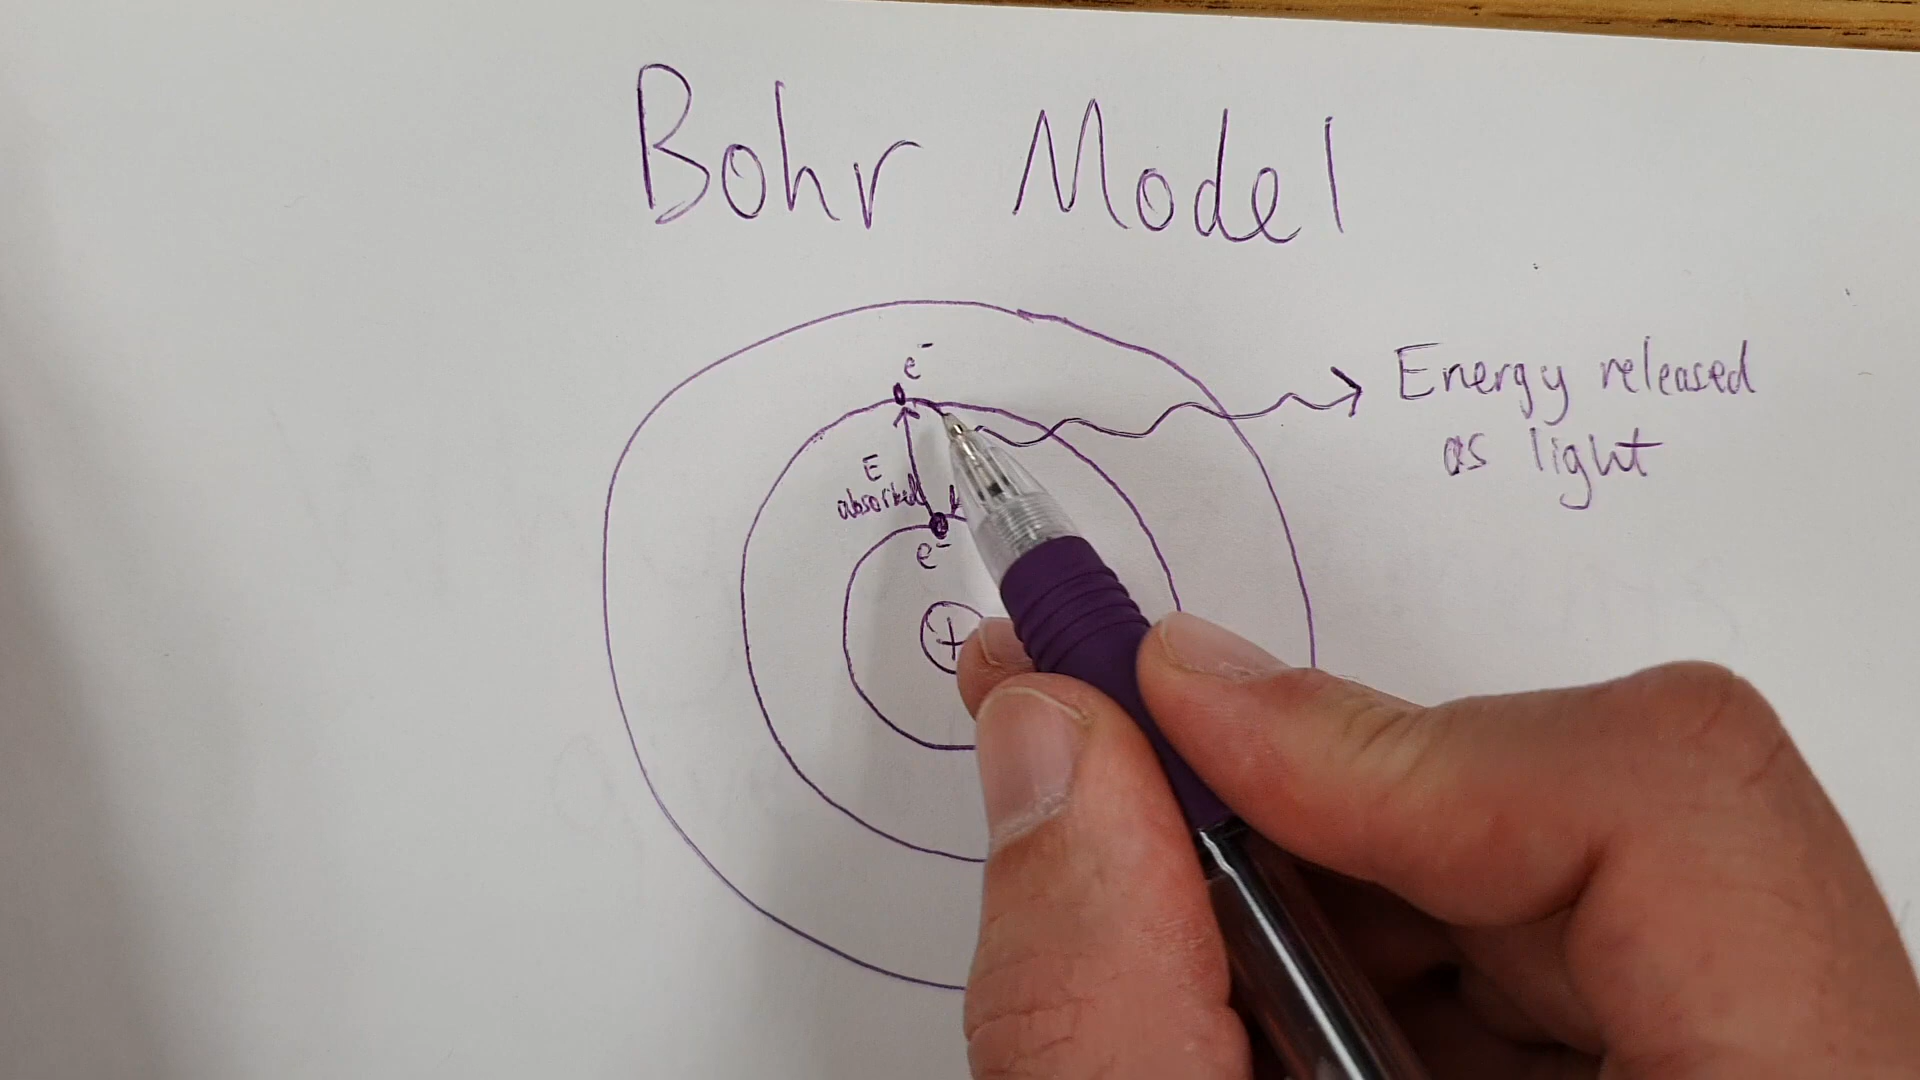 Bohr Model
e⁻
Energy released
as light
E
absorbed
e⁻
+